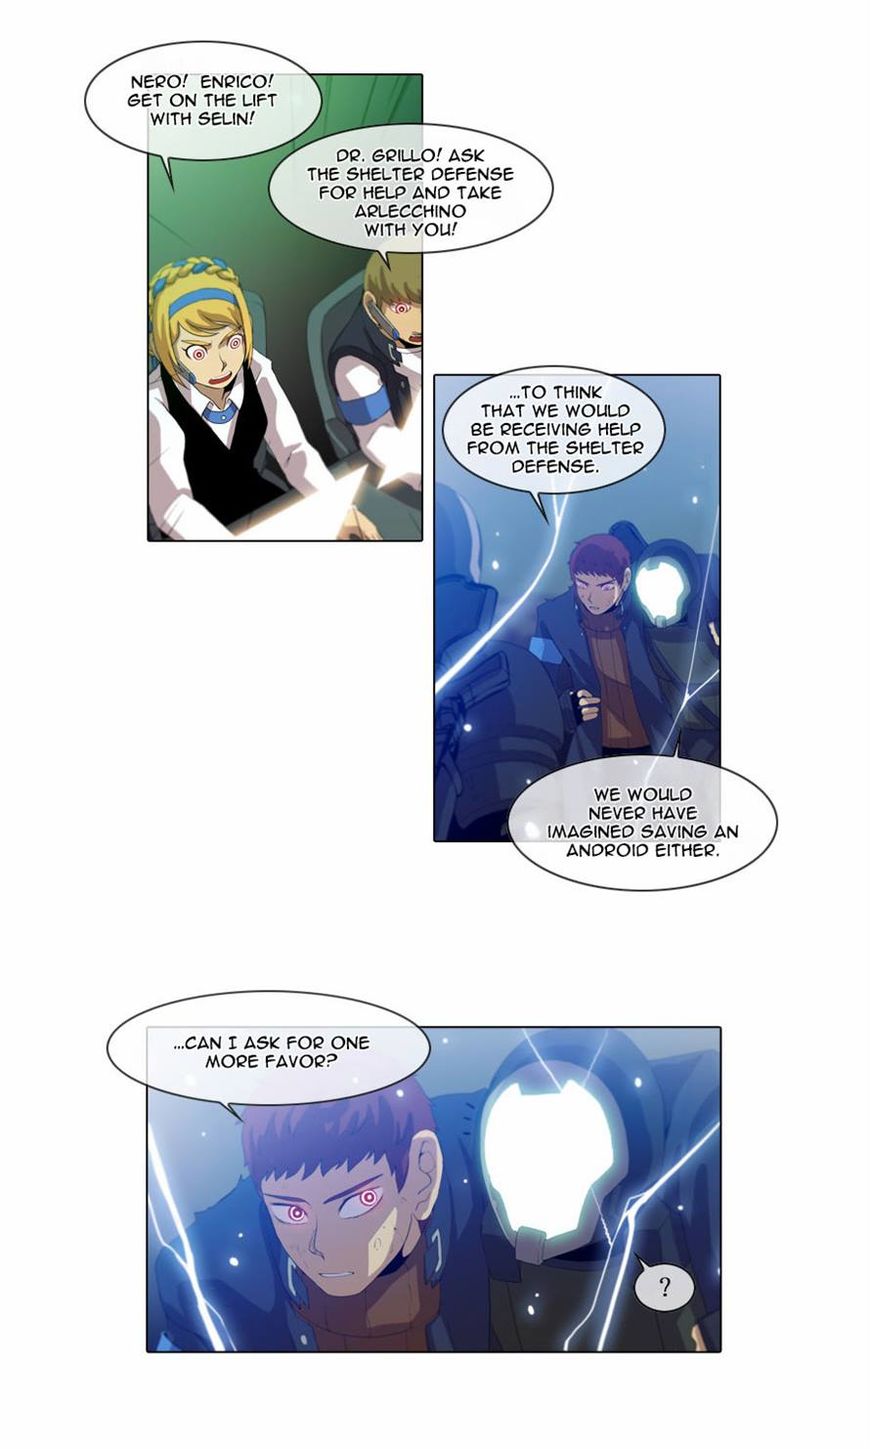 NERO! ENRICO!
GET ON THE LIFT
WITH SELIN!
DR. GRILLO! ASK
THE SHELTER DEFENSE
FOR HELP AND TAKE
ARLECCHINO
WITH YOU!
...TO THINK
THAT WE WOULD
BE RECEIVING HELP
FROM THE SHELTER
DEFENSE.
WE WOULD
NEVER HAVE
IMAGINED SAVING AN
ANDROID EITHER.
...CAN I ASK FOR ONE
MORE FAVOR?
?